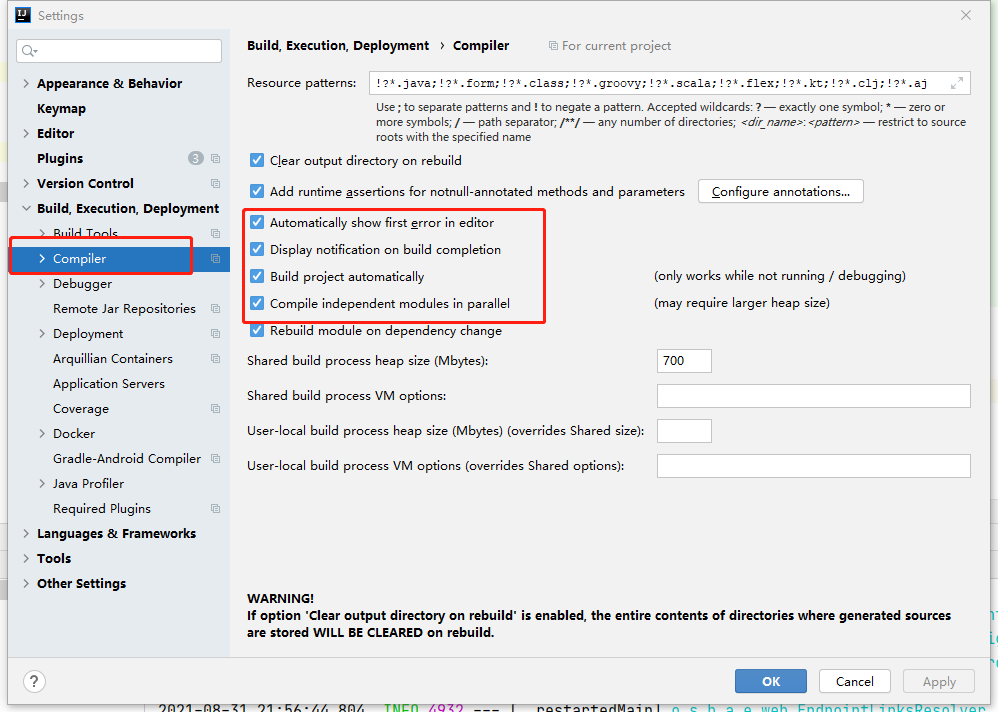 Settings
Appearance & Behavior
Keymap
Editor
Plugins 3
Version Control
Build, Execution, Deployment
Build Tools
Compiler
Debugger
Remote Jar Repositories
Deployment
Arquillian Containers
Application Servers
Coverage
Docker
Gradle-Android Compiler
Java Profiler
Required Plugins
Languages & Frameworks
Tools
Other Settings
Build, Execution, Deployment › Compiler For current project
Resource patterns: !?*.java;!?*.form;!?*.class;!?*.groovy;!?*.scala;!?*.flex;!?*.kt;!?*.clj;!?*.aj
Use ; to separate patterns and ! to negate a pattern. Accepted wildcards: ? — exactly one symbol; * — zero or
more symbols; / — path separator; /**/ — any number of directories; <dir_name>:<pattern> — restrict to source
roots with the specified name
Clear output directory on rebuild
Add runtime assertions for notnull-annotated methods and parameters Configure annotations...
Automatically show first error in editor
Display notification on build completion
Build project automatically (only works while not running / debugging)
Compile independent modules in parallel (may require larger heap size)
Rebuild module on dependency change
Shared build process heap size (Mbytes): 700
Shared build process VM options:
User-local build process heap size (Mbytes) (overrides Shared size):
User-local build process VM options (overrides Shared options):
WARNING!
If option 'Clear output directory on rebuild' is enabled, the entire contents of directories where generated sources
are stored WILL BE CLEARED on rebuild.
? OK Cancel Apply
2021-08-31 21:56:44.804 INFO 4932 --- [ restartedMain] o.s.b.a.e.web.EndpointLinksResolver